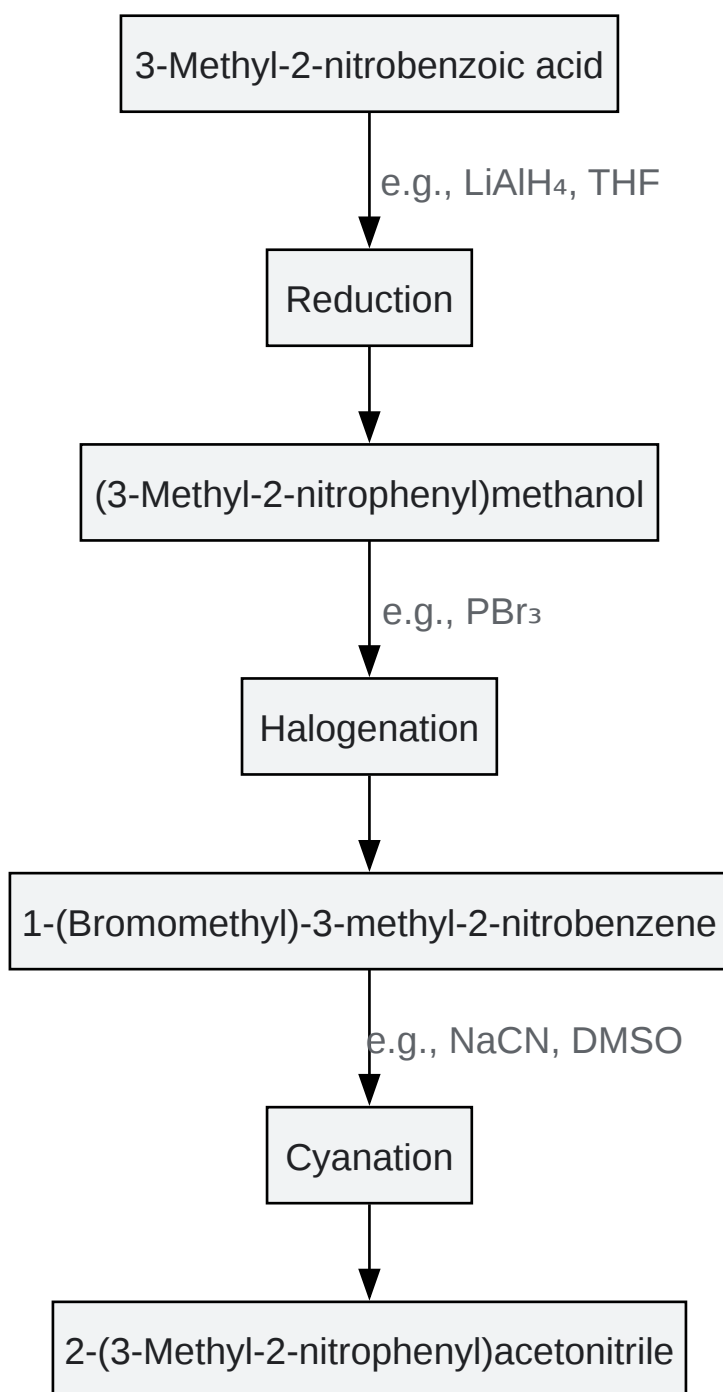 3-Methyl-2-nitrobenzoic acid
e.g., LiAlH₄, THF
Reduction
(3-Methyl-2-nitrophenyl)methanol
e.g., PBr₃
Halogenation
1-(Bromomethyl)-3-methyl-2-nitrobenzene
e.g., NaCN, DMSO
Cyanation
2-(3-Methyl-2-nitrophenyl)acetonitrile